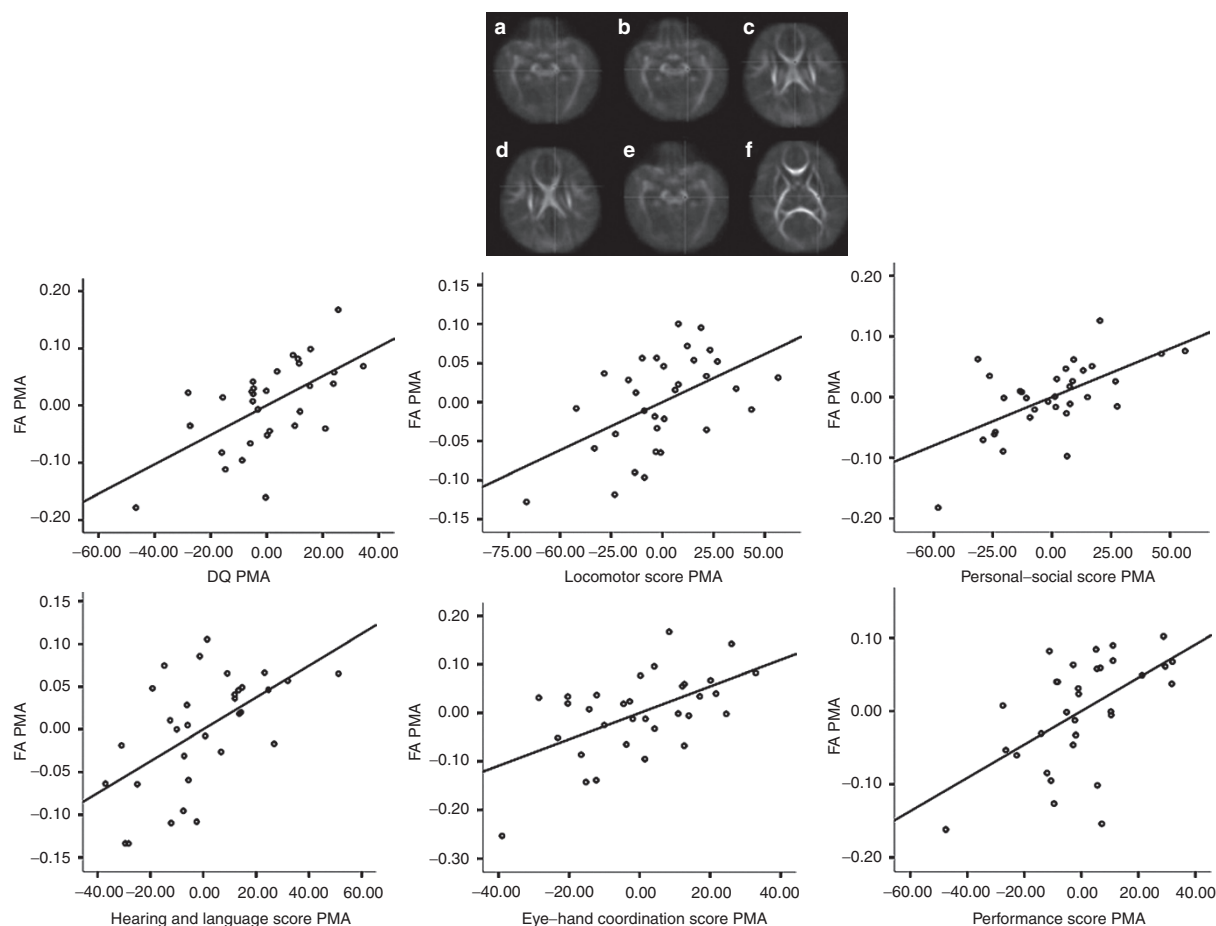 a b c
d e f
0.20
0.10
0.00
−0.10
−0.20
FA PMA
−60.00 −40.00 −20.00 0.00 20.00 40.00
DQ PMA
0.15
0.10
0.05
0.00
−0.05
−0.10
−0.15
FA PMA
−75.00 −50.00 −25.00 0.00 25.00 50.00
Locomotor score PMA
0.20
0.10
0.00
−0.10
−0.20
FA PMA
−60.00 −25.00 0.00 25.00 50.00
Personal–social score PMA
0.15
0.10
0.05
0.00
−0.05
−0.10
−0.15
FA PMA
−40.00 −20.00 0.00 20.00 40.00 60.00
Hearing and language score PMA
0.20
0.10
0.00
−0.10
−0.20
−0.30
FA PMA
−40.00 −20.00 0.00 20.00 40.00
Eye–hand coordination score PMA
0.10
0.00
−0.10
−0.20
FA PMA
−60.00 −40.00 −20.00 0.00 20.00 40.00
Performance score PMA